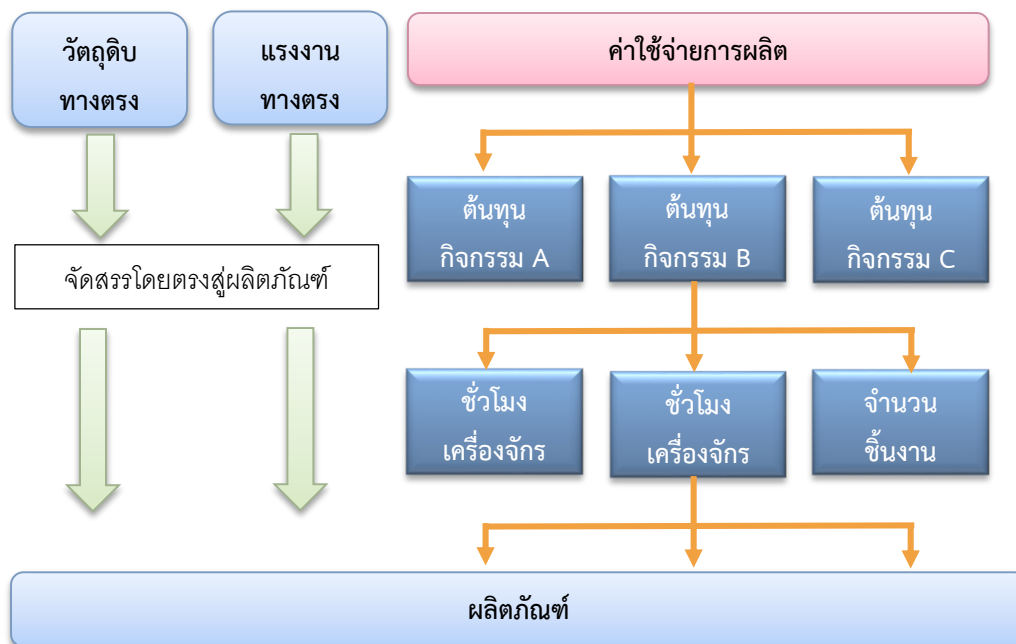 วัตถุดิบ
ทางตรง
แรงงาน
ทางตรง
ค่าใช้จ่ายการผลิต
ต้นทุน
กิจกรรม A
ต้นทุน
กิจกรรม B
ต้นทุน
กิจกรรม C
จัดสรรโดยตรงสู่ผลิตภัณฑ์
ชั่วโมง
เครื่องจักร
ชั่วโมง
เครื่องจักร
จำนวน
ชิ้นงาน
ผลิตภัณฑ์